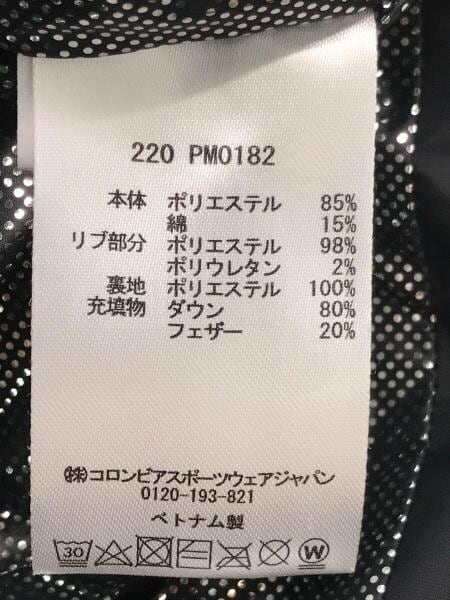 220 PM0182
本体 ポリエステル 85%
綿 15%
リブ部分 ポリエステル 98%
ポリウレタン 2%
裏地 ポリエステル 100%
充填物 ダウン 80%
フェザー 20%
㈱コロンビアスポーツウェアジャパン
0120-193-821
ベトナム製
30 W